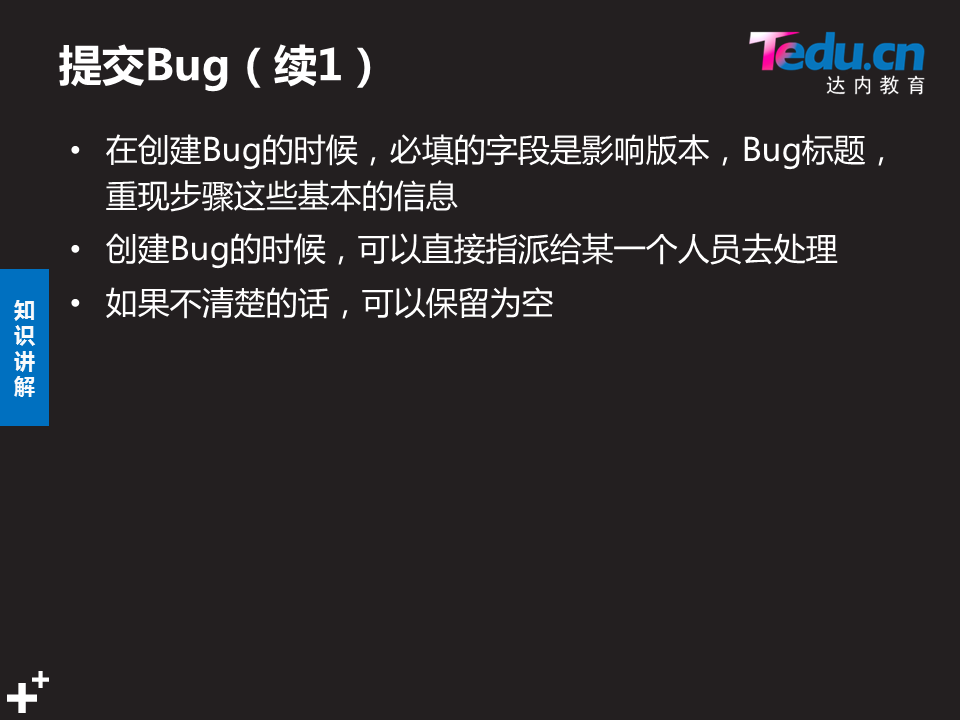 提交Bug（续1）
Tedu.cn
达内教育
• 在创建Bug的时候，必填的字段是影响版本，Bug标题，
重现步骤这些基本的信息
• 创建Bug的时候，可以直接指派给某一个人员去处理
• 如果不清楚的话，可以保留为空
知
识
讲
解